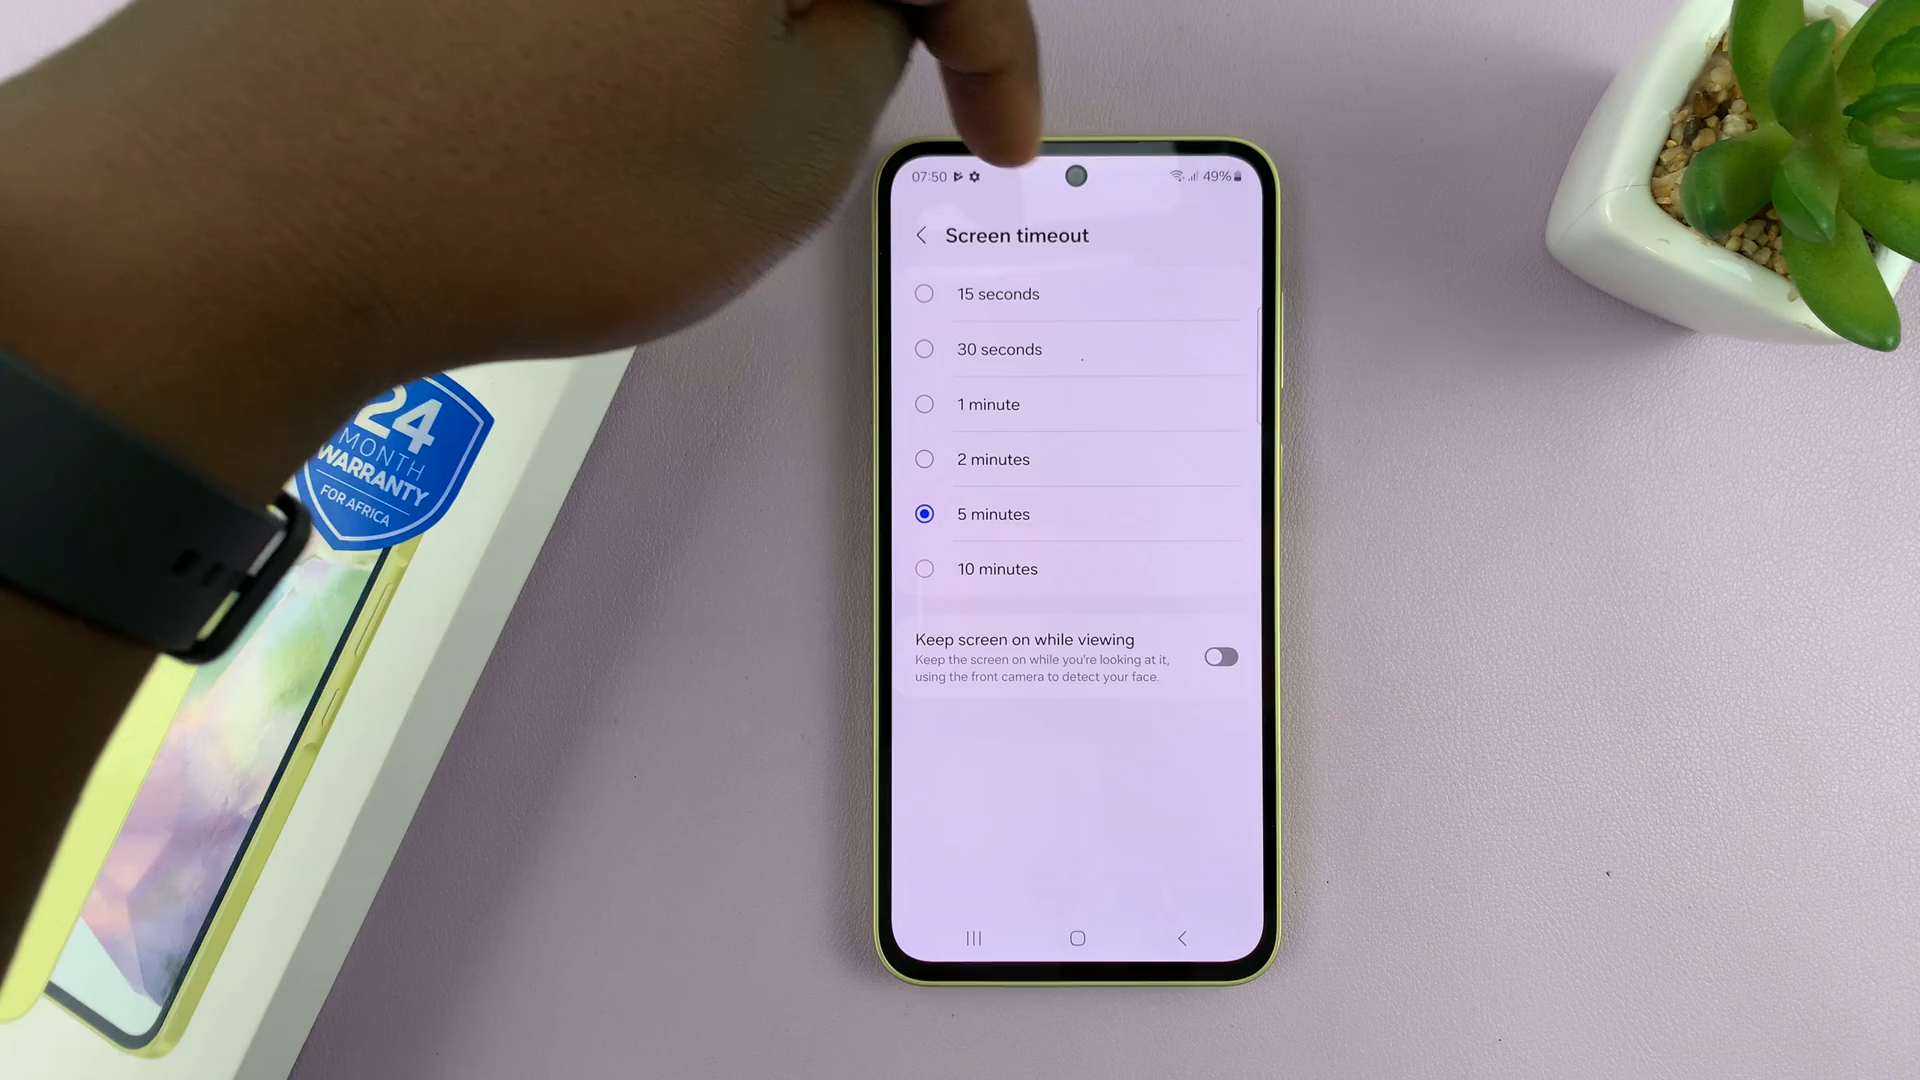 07:50
49%
Screen timeout
15 seconds
30 seconds
1 minute
2 minutes
5 minutes
10 minutes
Keep screen on while viewing
Keep the screen on while you're looking at it,
using the front camera to detect your face.
24
MONTH
WARRANTY
FOR AFRICA